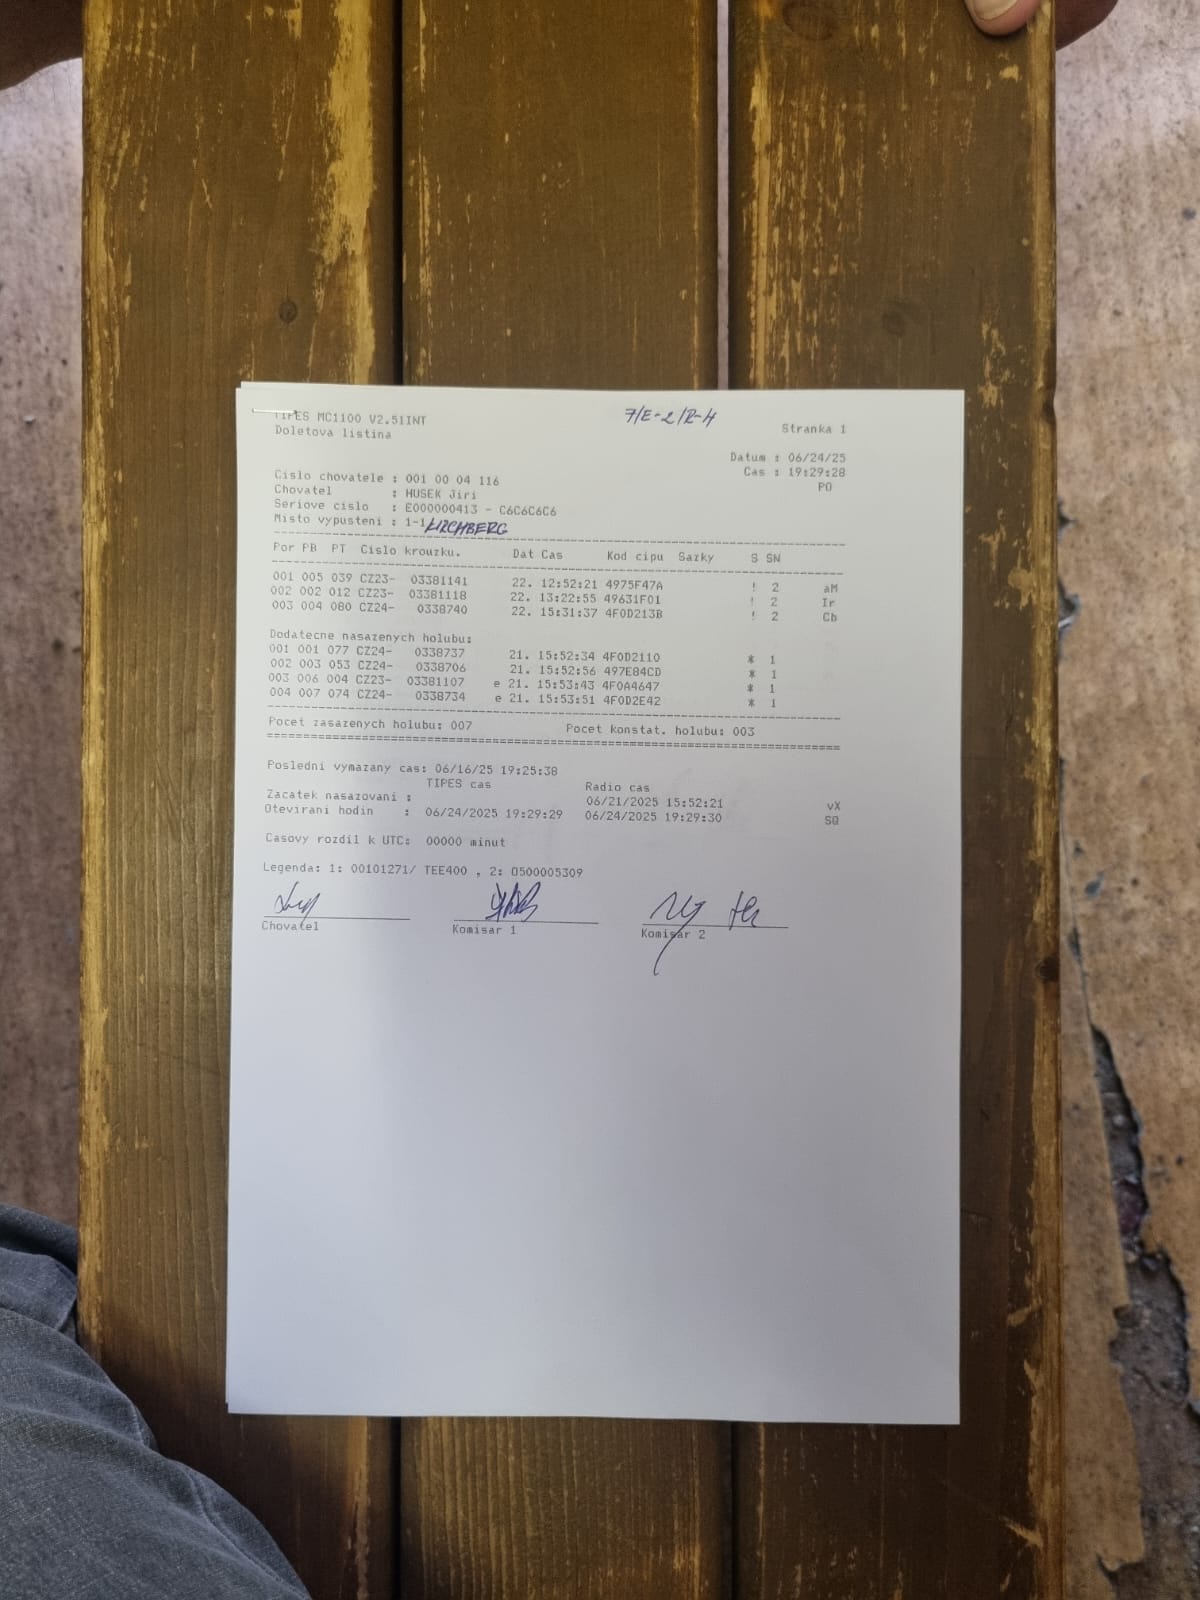 TIPES MC1100 V2.51INT 7/E-2/R-H
Doletova listina Stranka 1
Datum : 06/24/25
Cas : 19:29:28
PO
Cislo chovatele : 001 00 04 116
Chovatel : HUSEK Jiri
Seriove cislo : E000000413 - C6C6C6C6
Misto vypusteni : 1-1 KIRCHBERG
Por PB PT Cislo krouzku. Dat Cas Kod cipu Sazky S SN
001 005 039 CZ23- 03381141 22. 12:52:21 4975F47A ! 2 aM
002 002 012 CZ23- 03381118 22. 13:22:55 49631F01 ! 2 Ir
003 004 080 CZ24- 0338740 22. 15:31:37 4F0D213B ! 2 Cb
Dodatecne nasazenych holubu:
001 001 077 CZ24- 0338737 21. 15:52:34 4F0D2110 * 1
002 003 053 CZ24- 0338706 21. 15:52:56 497E84CD * 1
003 006 004 CZ23- 03381107 e 21. 15:53:43 4F0A4647 * 1
004 007 074 CZ24- 0338734 e 21. 15:53:51 4F0D2E42 * 1
Pocet zasazenych holubu: 007 Pocet konstat. holubu: 003
Posledni vymazany cas: 06/16/25 19:25:38
TIPES cas Radio cas
Zacatek nasazovani : 06/21/2025 15:52:21 vX
Otevirani hodin : 06/24/2025 19:29:29 06/24/2025 19:29:30 SQ
Casovy rozdil k UTC: 00000 minut
Legenda: 1: 00101271/ TEE400 , 2: 0500005309
Chovatel Komisar 1 Komisar 2